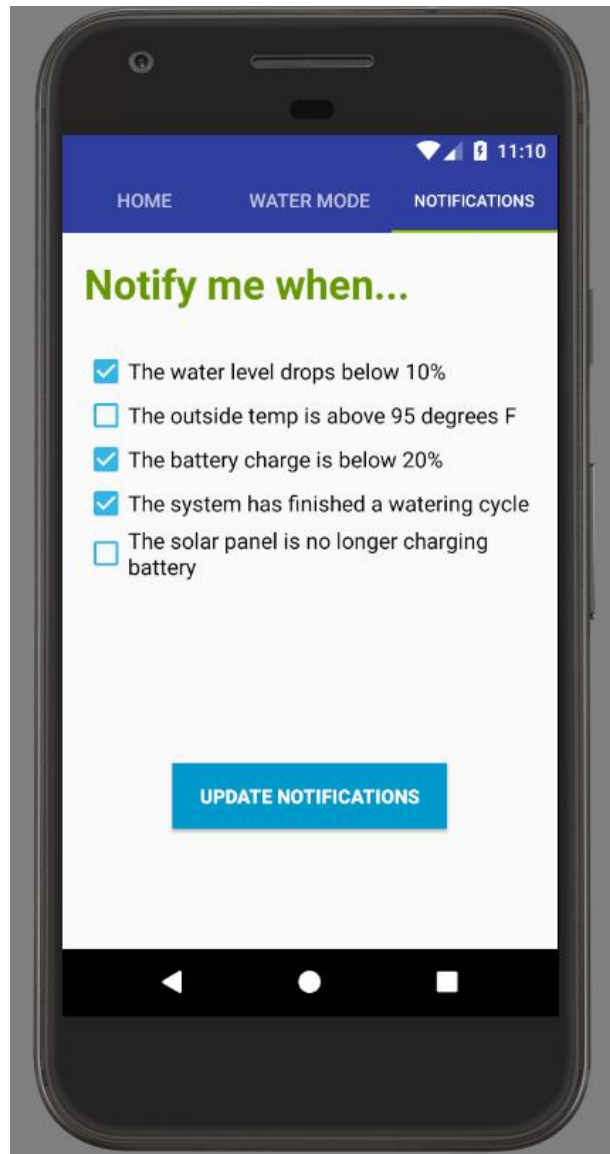 11:10
HOME WATER MODE NOTIFICATIONS
Notify me when...
The water level drops below 10%
The outside temp is above 95 degrees F
The battery charge is below 20%
The system has finished a watering cycle
The solar panel is no longer charging
battery
UPDATE NOTIFICATIONS